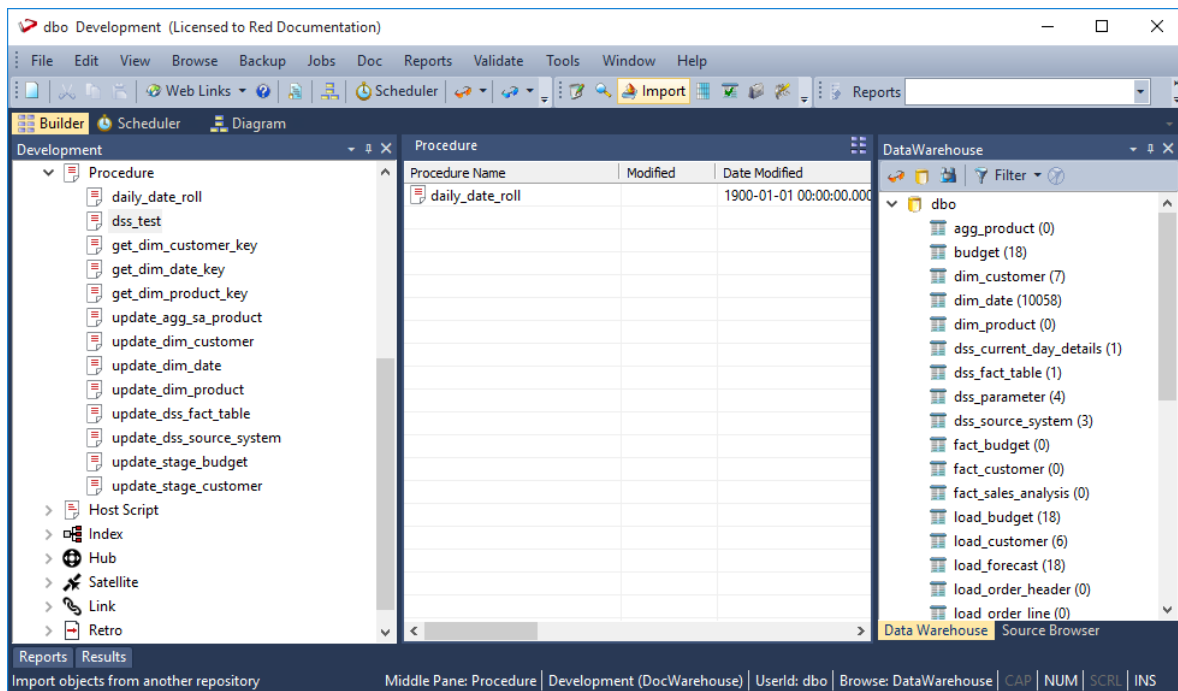 dbo Development (Licensed to Red Documentation)
File Edit View Browse Backup Jobs Doc Reports Validate Tools Window Help
Web Links Scheduler Import Reports
Builder Scheduler Diagram
Development
Procedure
daily_date_roll
dss_test
get_dim_customer_key
get_dim_date_key
get_dim_product_key
update_agg_sa_product
update_dim_customer
update_dim_date
update_dim_product
update_dss_fact_table
update_dss_source_system
update_stage_budget
update_stage_customer
Host Script
Index
Hub
Satellite
Link
Retro
Procedure
Procedure Name Modified Date Modified
daily_date_roll 1900-01-01 00:00:00.000
DataWarehouse
Filter
dbo
agg_product (0)
budget (18)
dim_customer (7)
dim_date (10058)
dim_product (0)
dss_current_day_details (1)
dss_fact_table (1)
dss_parameter (4)
dss_source_system (3)
fact_budget (0)
fact_customer (0)
fact_sales_analysis (0)
load_budget (18)
load_customer (6)
load_forecast (18)
load_order_header (0)
load_order_line (0)
Data Warehouse Source Browser
Reports Results
Import objects from another repository Middle Pane: Procedure Development (DocWarehouse) UserId: dbo Browse: DataWarehouse CAP NUM SCRL INS